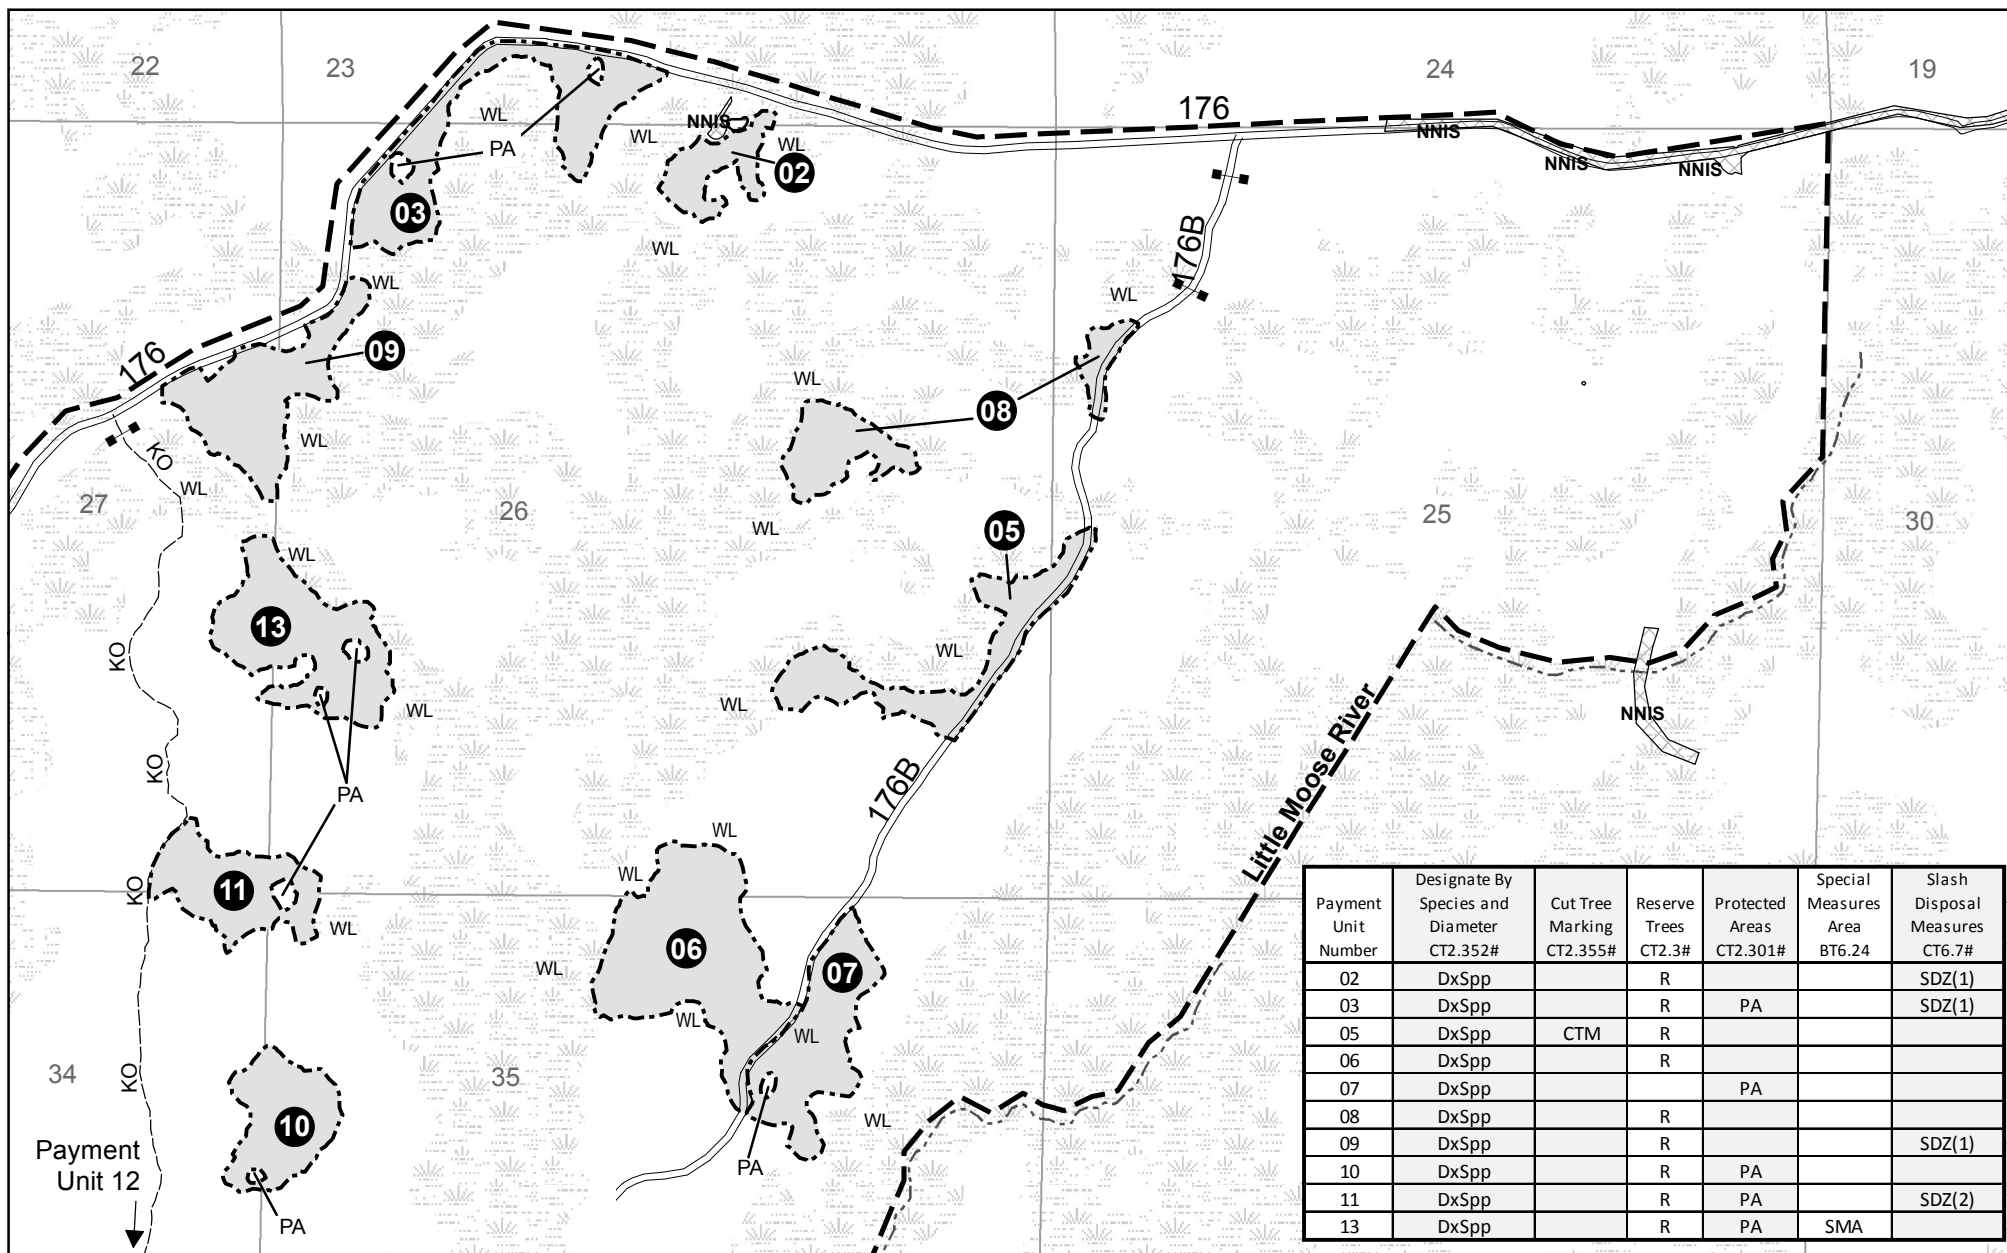 22
23
24
19
176
WL
NNIS
NNIS
WL
WL
PA
02
NNIS
NNIS
03
WL
176B
WL
WL
09
176
WL
08
WL
KO
WL
27
26
WL
05
25
30
WL
13
KO
WL
WL
WL
NNIS
Little Moose River
KO
PA
176B
WL
WL
KO
11
WL
06
WL
07
WL
WL
34
KO
35
10
WL
Payment
Unit 12
PA
PA
Payment Unit Number | Designate By Species and Diameter CT2.352# | Cut Tree Marking CT2.355# | Reserve Trees CT2.3# | Protected Areas CT2.301# | Special Measures Area BT6.24 | Slash Disposal Measures CT6.7#
02 DxSpp R SDZ(1)
03 DxSpp R PA SDZ(1)
05 DxSpp CTM R
06 DxSpp R
07 DxSpp PA
08 DxSpp R
09 DxSpp R SDZ(1)
10 DxSpp R PA
11 DxSpp R PA SDZ(2)
13 DxSpp R PA SMA